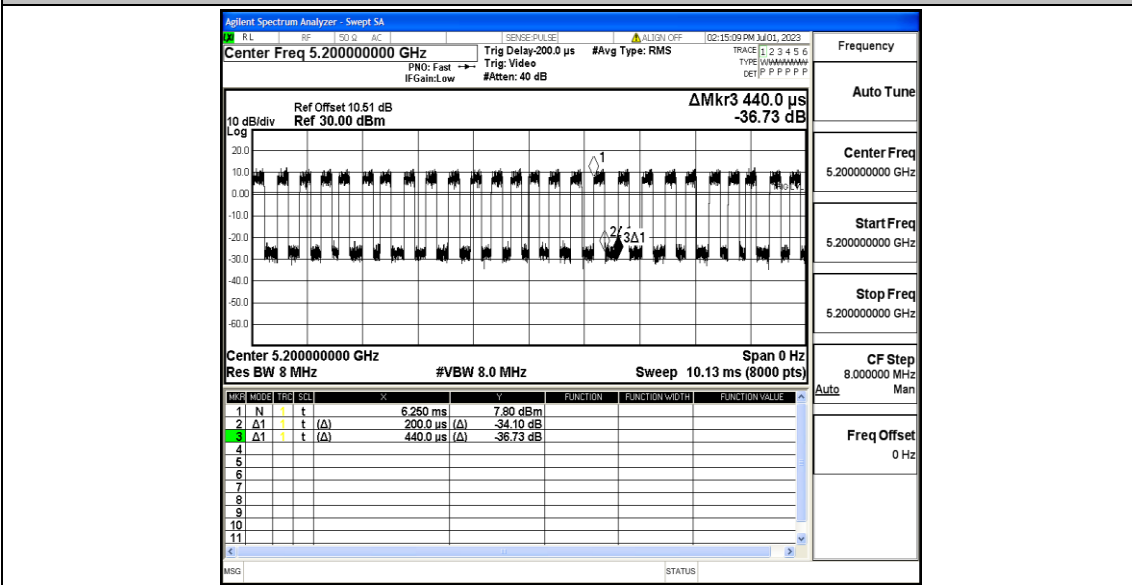 Agilent Spectrum Analyzer - Swept SA
RL RF 50 Ω AC SENSE:PULSE ALIGN OFF 02:15:09 PM Jul 01, 2023
Center Freq 5.200000000 GHz
PNO: Fast
IFGain:Low
Trig Delay-200.0 µs
Trig: Video
#Atten: 40 dB
#Avg Type: RMS
TRACE 1 2 3 4 5 6
TYPE
DET P P P P P P
ΔMkr3 440.0 µs
-36.73 dB
Ref Offset 10.51 dB
10 dB/div Ref 30.00 dBm
Log
1
20.0
10.0
0.00
-10.0
-20.0
3Δ1
-30.0
-40.0
-50.0
-60.0
Center 5.200000000 GHz Span 0 Hz
Res BW 8 MHz #VBW 8.0 MHz Sweep 10.13 ms (8000 pts)
MKR MODE TRC SCL X Y FUNCTION FUNCTION WIDTH FUNCTION VALUE
1 N 1 t 6.250 ms 7.80 dBm
2 Δ1 1 t (Δ) 200.0 µs (Δ) -34.10 dB
3 Δ1 1 t (Δ) 440.0 µs (Δ) -36.73 dB
4
5
6
7
8
9
10
11
MSG STATUS
Frequency
Auto Tune
Center Freq
5.200000000 GHz
Start Freq
5.200000000 GHz
Stop Freq
5.200000000 GHz
CF Step
8.000000 MHz
Auto Man
Freq Offset
0 Hz